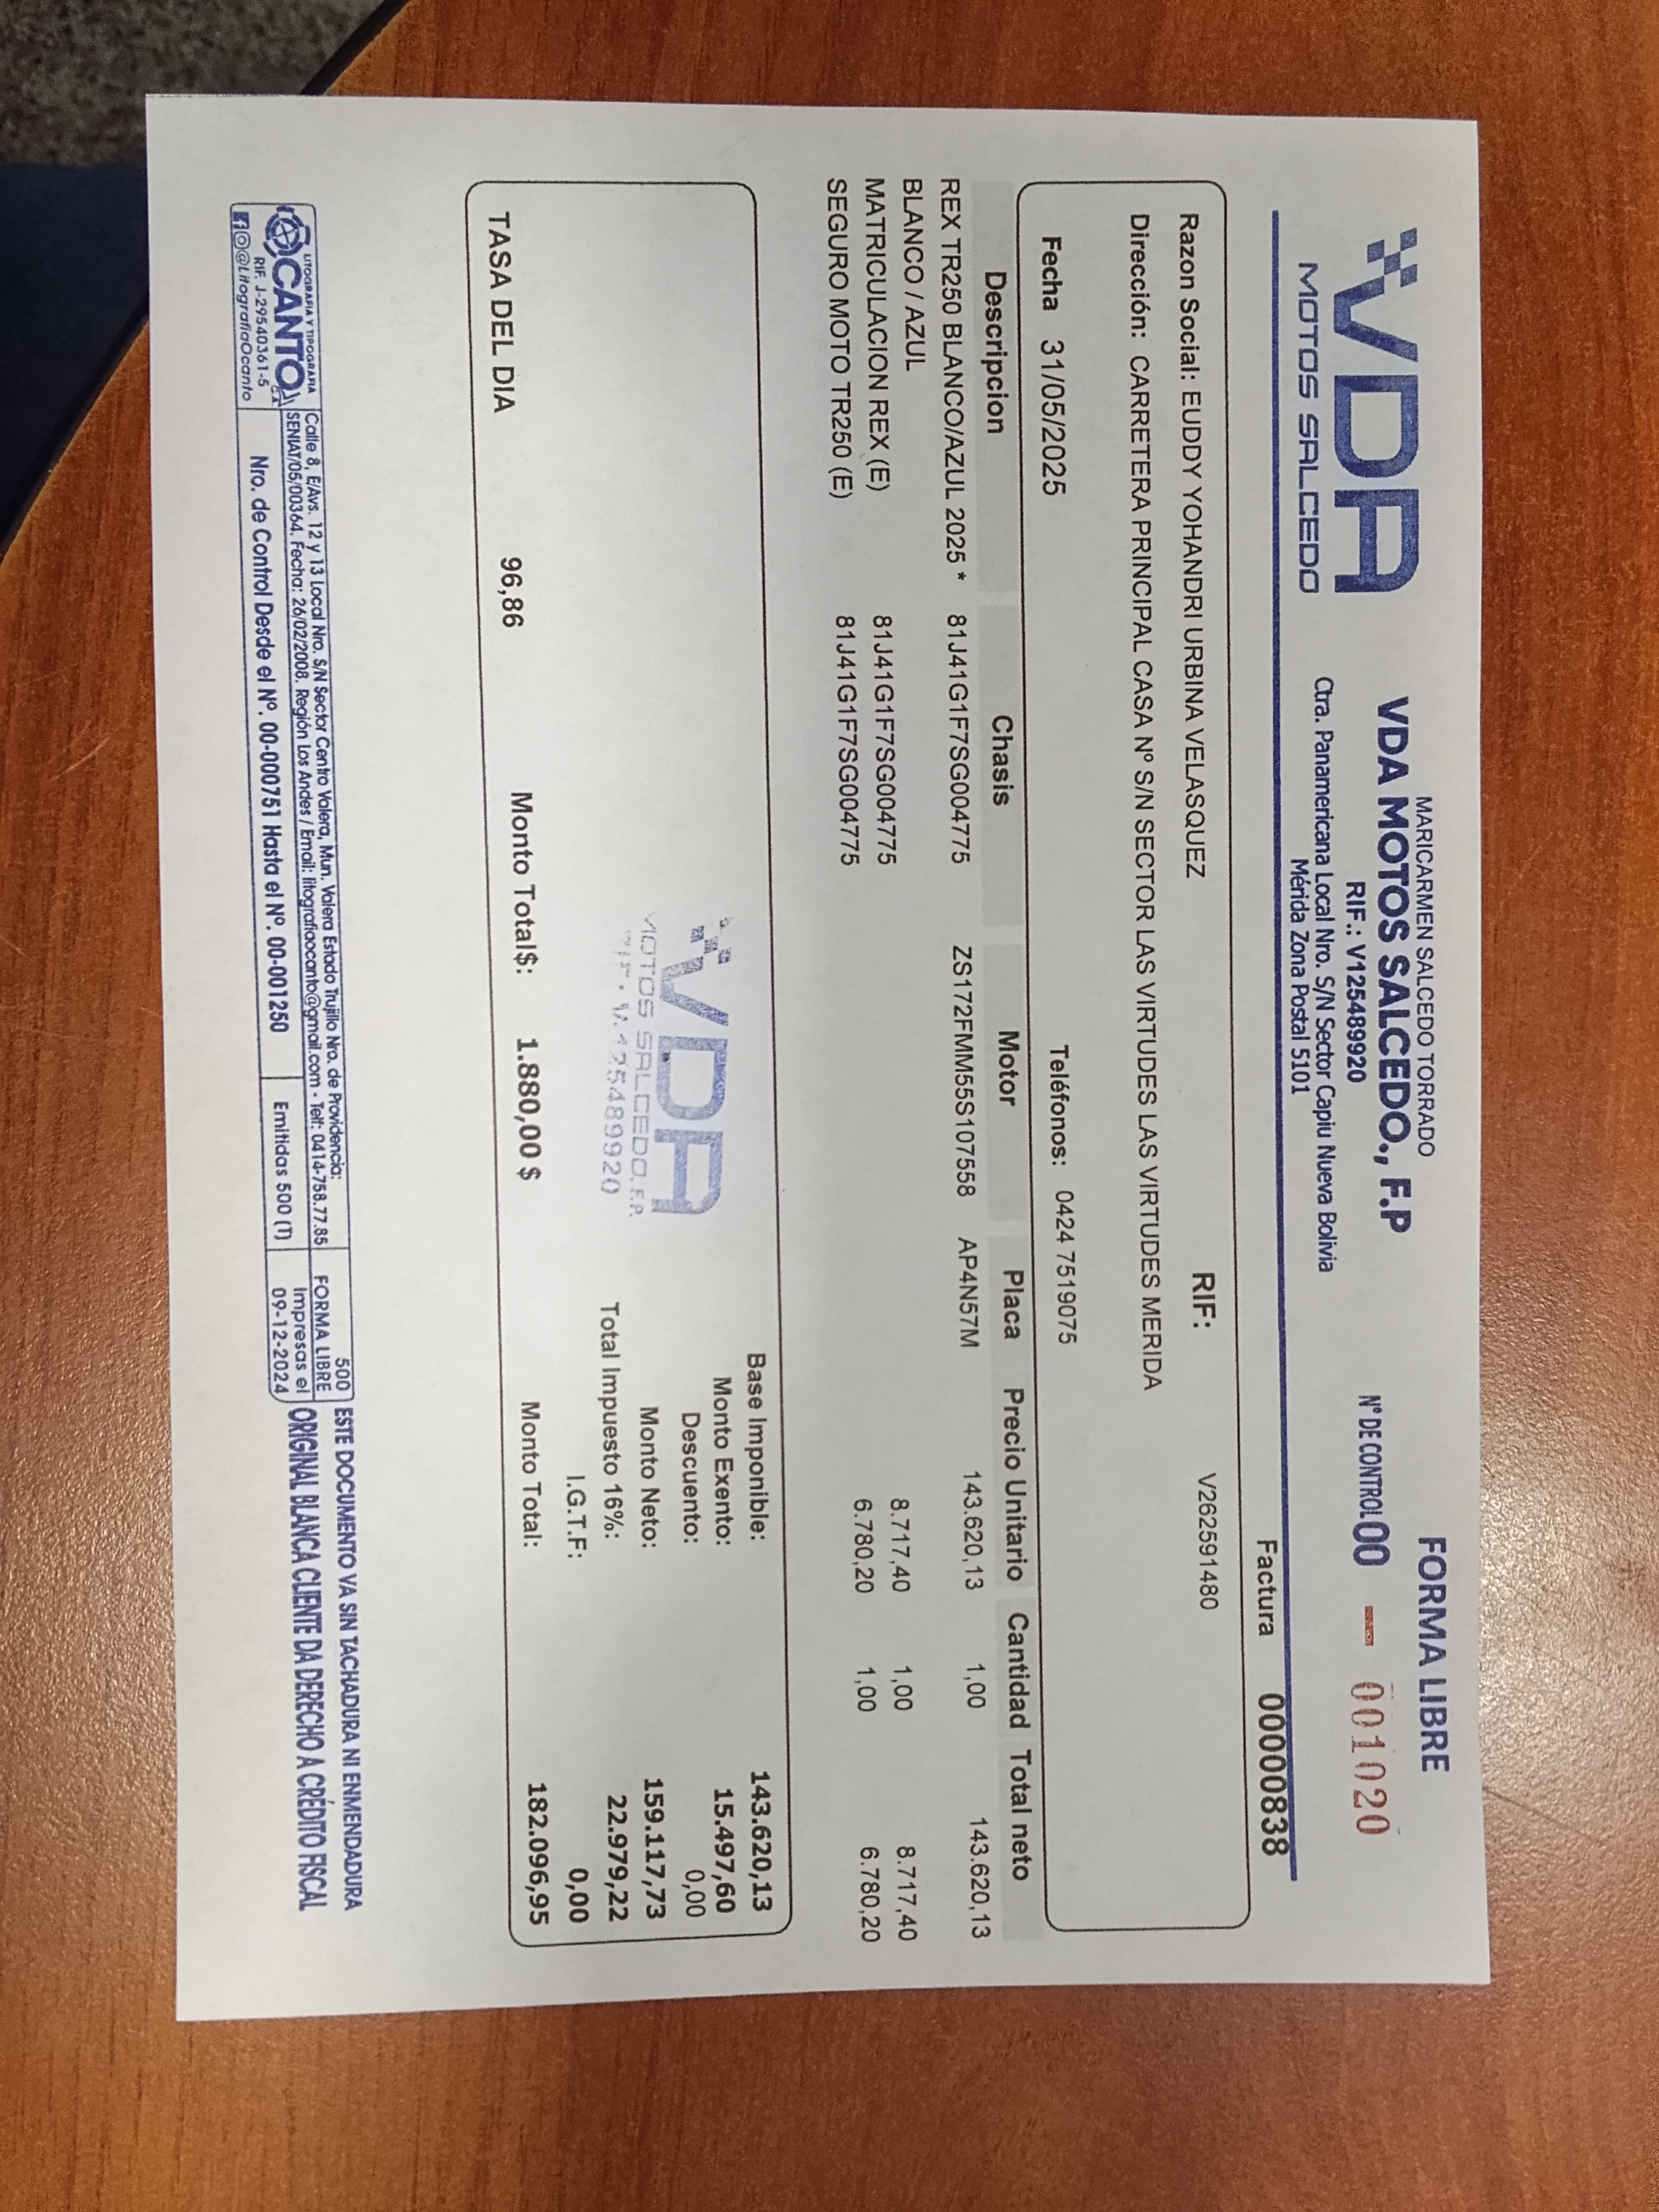 VDA
MOTOS SALCEDO
MARICARMEN SALCEDO TORRADO
VDA MOTOS SALCEDO., F.P
RIF.: V125489920
Ctra. Panamericana Local Nro. S/N Sector Capiu Nueva Bolivia
Mérida Zona Postal 5101
FORMA LIBRE
N° DE CONTROL 00 — 001020
Factura 00000838
Razon Social: EUDDY YOHANDRI URBINA VELASQUEZ RIF: V262591480
Dirección: CARRETERA PRINCIPAL CASA Nº S/N SECTOR LAS VIRTUDES LAS VIRTUDES MERIDA
Fecha 31/05/2025 Teléfonos: 0424 7519075
Descripcion Chasis Motor Placa Precio Unitario Cantidad Total neto
REX TR250 BLANCO/AZUL 2025 * 81J41G1F7SG004775 ZS172FMM55S107558 AP4N57M 143.620,13 1,00 143.620,13
BLANCO / AZUL
MATRICULACION REX (E) 81J41G1F7SG004775 8.717,40 1,00 8.717,40
SEGURO MOTO TR250 (E) 81J41G1F7SG004775 6.780,20 1,00 6.780,20
VDA
MOTOS SALCEDO. F.P.
RIF. V.125489920
Base Imponible: 143.620,13
Monto Exento: 15.497,60
Descuento: 0,00
Monto Neto: 159.117,73
Total Impuesto 16%: 22.979,22
I.G.T.F: 0,00
TASA DEL DIA 96,86 Monto Total$: 1.880,00 $ Monto Total: 182.096,95
LITOGRAFIA Y TIPOGRAFIA
OCANTO C.A.
RIF. J-29540361-5
@LitografiaOcanto
Calle 8, E/Avs. 12 y 13 Local Nro. S/N Sector Centro Valera, Mun. Valera Estado Trujillo Nro. de Providencia:
SENIAT/05/00364. Fecha: 26/02/2008. Región Los Andes / Email: litografiaocanto@gmail.com - Telf: 0414-758.77.85
Nro. de Control Desde el Nº. 00-000751 Hasta el Nº. 00-001250
Emitidas 500 (T)
500
FORMA LIBRE
Impresas el
09-12-2024
ESTE DOCUMENTO VA SIN TACHADURA NI ENMENDADURA
ORIGINAL BLANCA CLIENTE DA DERECHO A CRÉDITO FISCAL